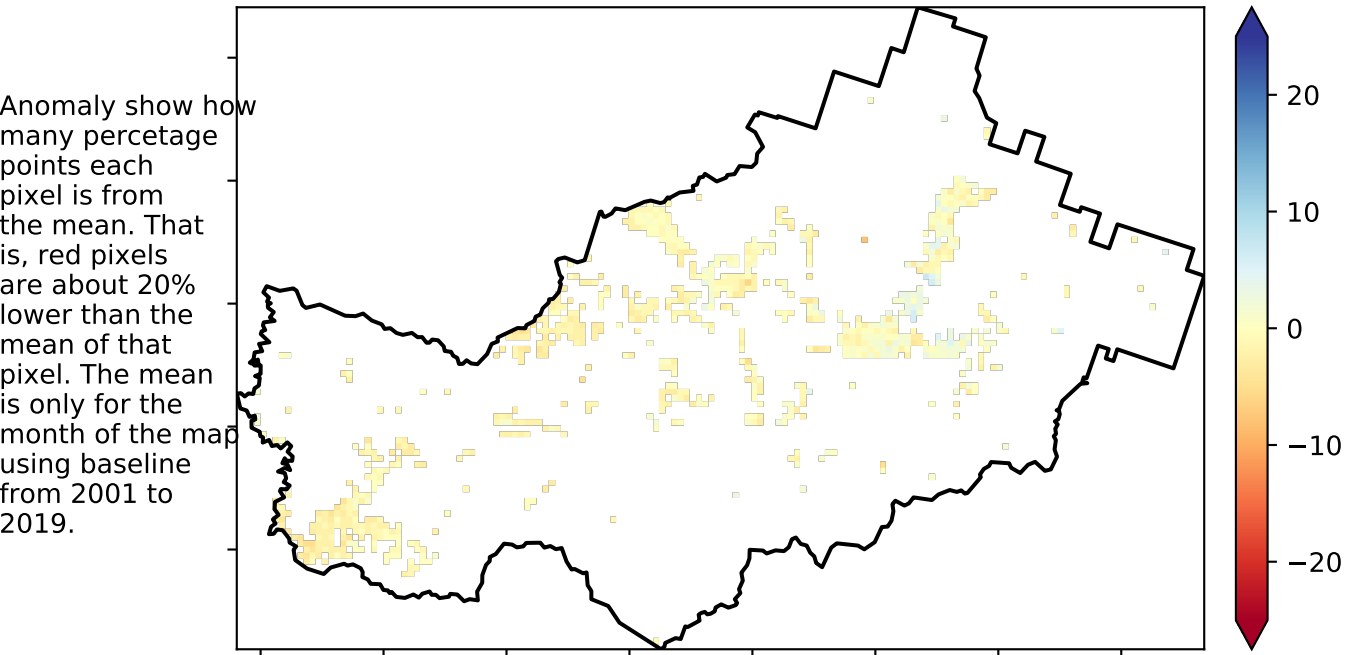 Anomaly show how
many percetage
points each
pixel is from
the mean. That
is, red pixels
are about 20%
lower than the
mean of that
pixel. The mean
is only for the
month of the map
using baseline
from 2001 to
2019.
20
10
0
−10
−20